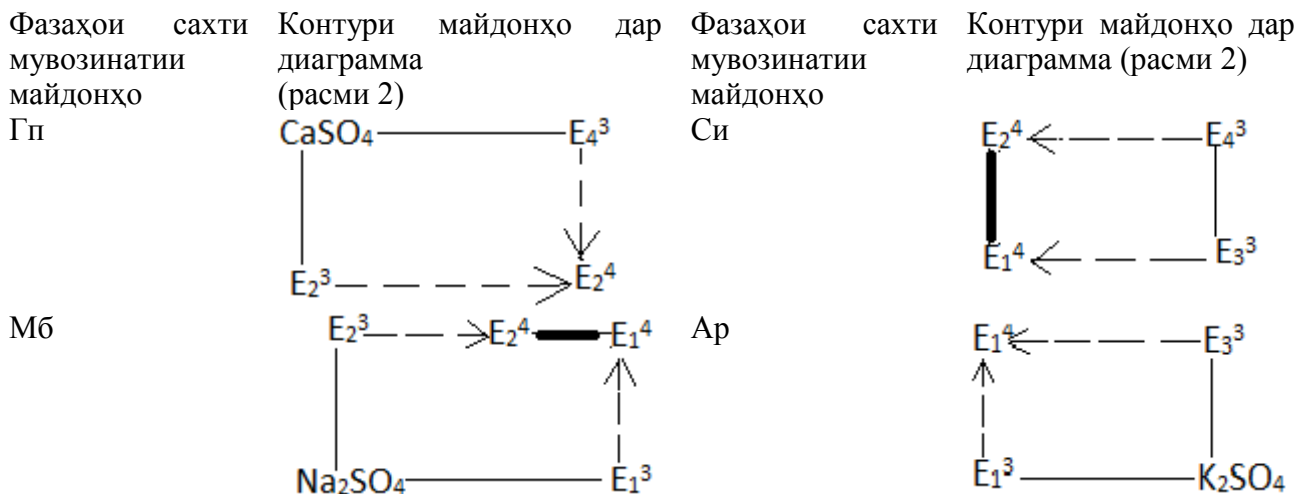 Фазаҳои сахти мувозинатии майдонҳо
Контури майдонҳо дар диаграмма (расми 2)
Фазаҳои сахти мувозинатии майдонҳо
Контури майдонҳо дар диаграмма (расми 2)
Гп
CaSO₄ E₄³
E₂³ E₂⁴
Си
E₂⁴ E₄³
E₁⁴ E₃³
Мб
E₂³ E₂⁴ E₁⁴
Na₂SO₄ E₁³
Ар
E₁⁴ E₃³
E₁³ K₂SO₄